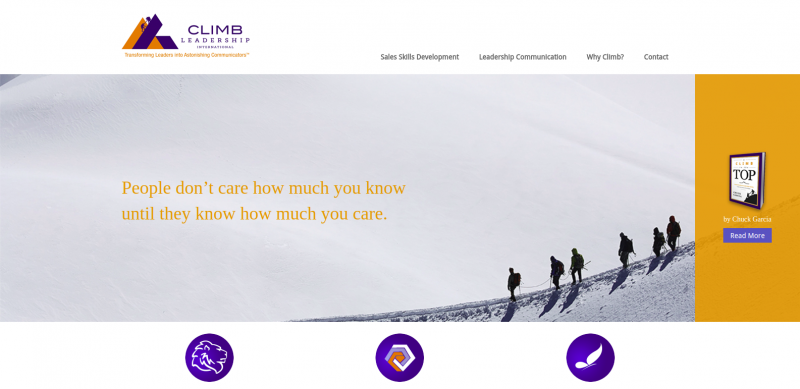 CLIMB
LEADERSHIP
INTERNATIONAL
Transforming Leaders into Astonishing Communicators™
Sales Skills Development
Leadership Communication
Why Climb?
Contact
People don’t care how much you know
until they know how much you care.
CLIMB
TOP
by Chuck Garcia
Read More